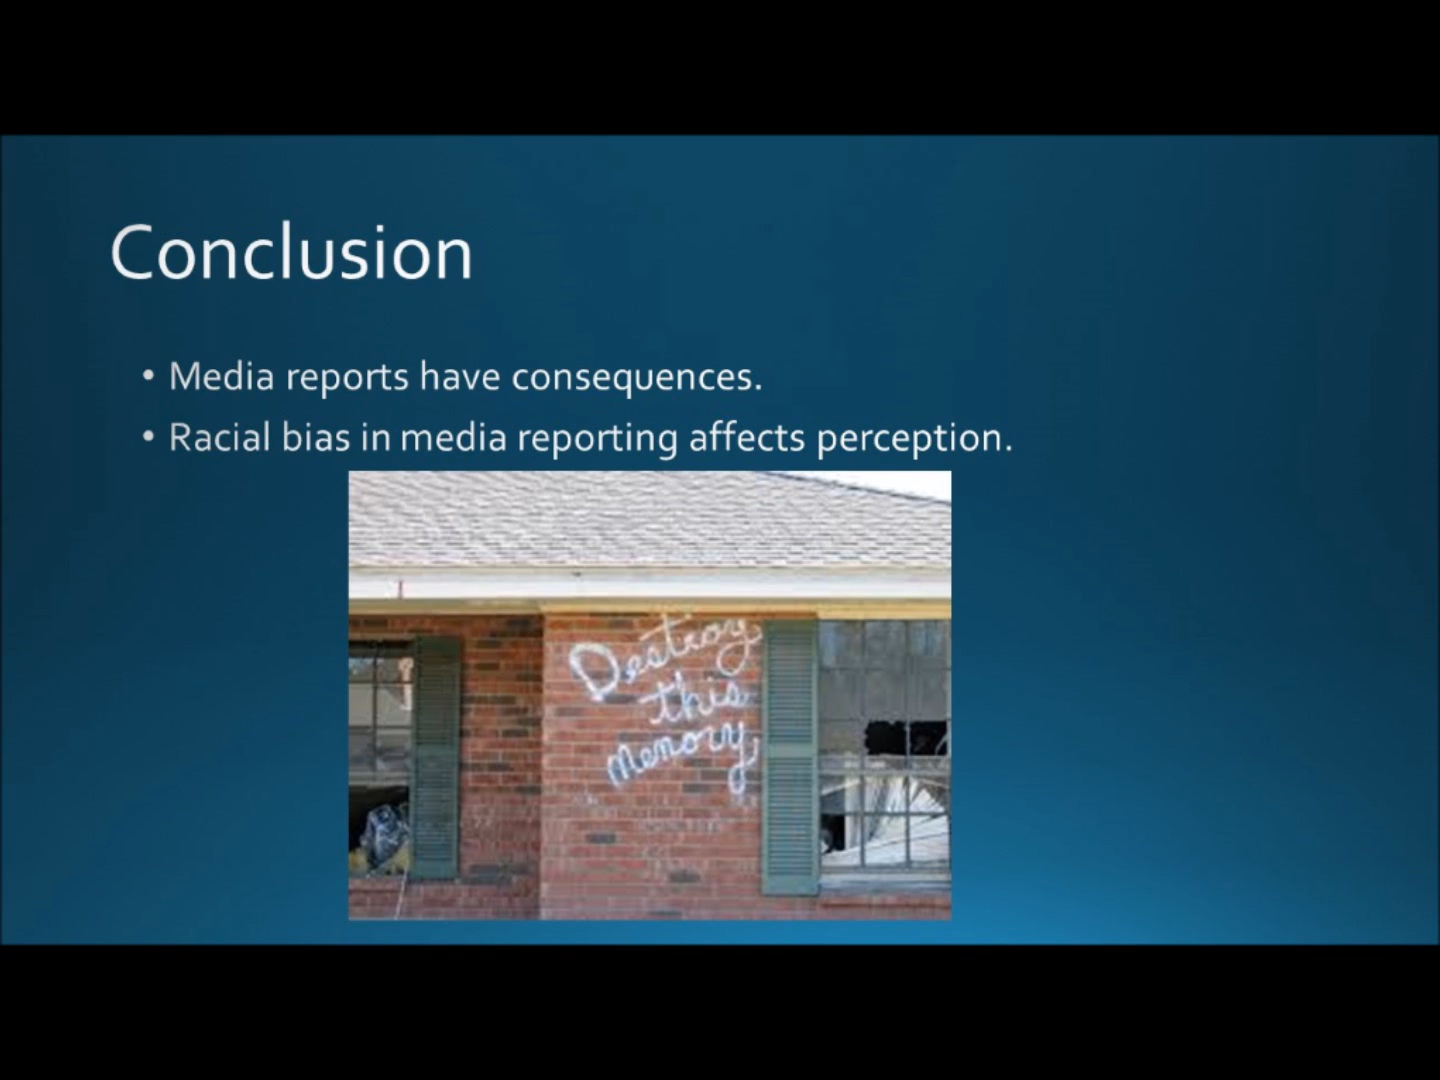 Conclusion
• Media reports have consequences.
• Racial bias in media reporting affects perception.
Destroy
this
memory